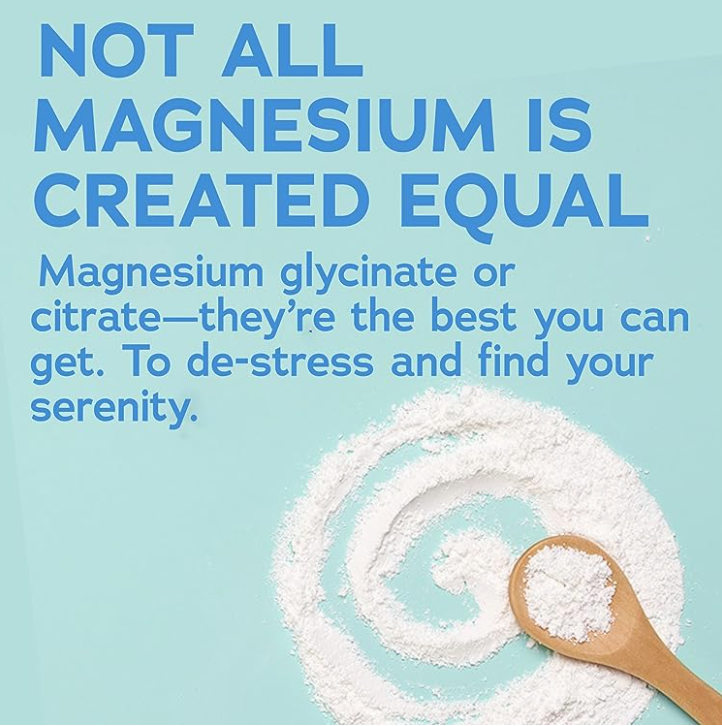 NOT ALL
MAGNESIUM IS
CREATED EQUAL
Magnesium glycinate or
citrate—they’re the best you can
get. To de-stress and find your
serenity.